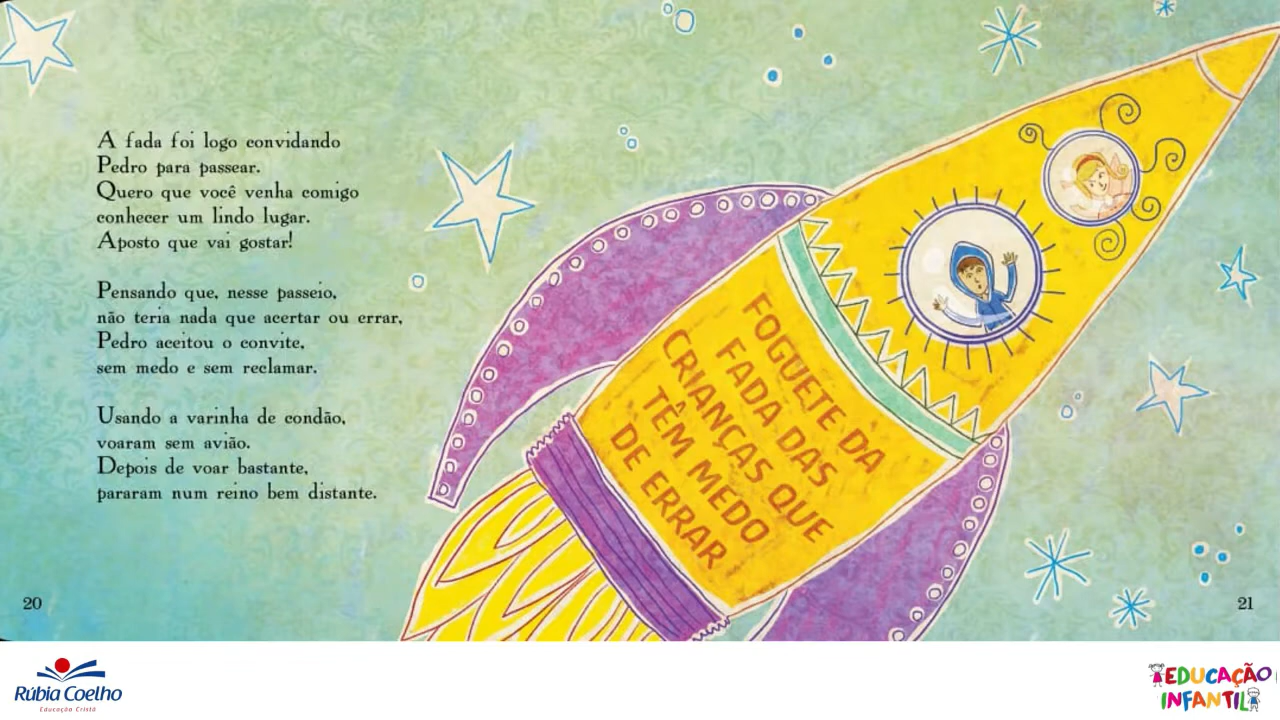 A fada foi logo convidando
Pedro para passear.
Quero que você venha comigo
conhecer um lindo lugar.
Aposto que vai gostar!
Pensando que, nesse passeio,
não teria nada que acertar ou errar,
Pedro aceitou o convite,
sem medo e sem reclamar.
Usando a varinha de condão,
voaram sem avião.
Depois de voar bastante,
pararam num reino bem distante.
20
FOGUETE DA
FADA DAS
CRIANÇAS QUE
TÊM MEDO
DE ERRAR
21
Rúbia Coelho
Educação Cristã
EDUCAÇÃO
INFANTIL